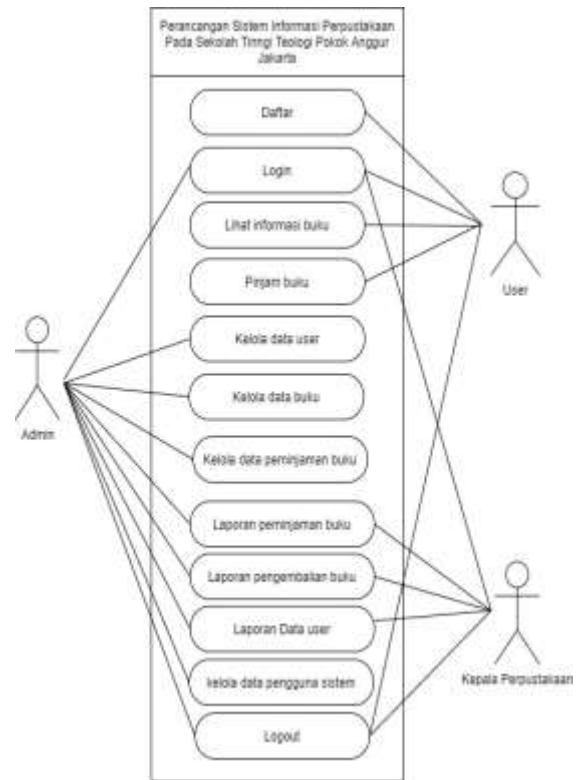 Perancangan Sistem Informasi Perpustakaan
Pada Sekolah Tinngi Teologi Pokok Anggur
Jakarta
Daftar
Login
Lihat informasi buku
Pinjam buku
User
Kelola data user
Admin
Kelola data buku
Kelola data peminjaman buku
Laporan peminjaman buku
Laporan pengembalian buku
Laporan Data user
Kepala Perpustakaan
kelola data pengguna sistem
Logout